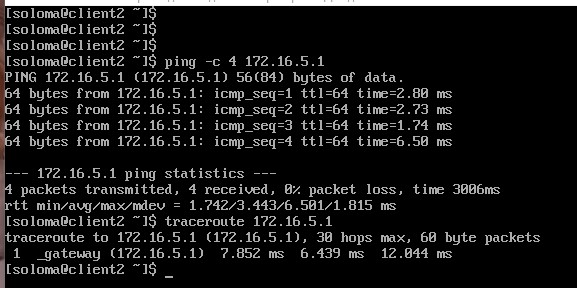 [soloma@client2 ~]$
[soloma@client2 ~]$
[soloma@client2 ~]$
[soloma@client2 ~]$ ping -c 4 172.16.5.1
PING 172.16.5.1 (172.16.5.1) 56(84) bytes of data.
64 bytes from 172.16.5.1: icmp_seq=1 ttl=64 time=2.80 ms
64 bytes from 172.16.5.1: icmp_seq=2 ttl=64 time=2.73 ms
64 bytes from 172.16.5.1: icmp_seq=3 ttl=64 time=1.74 ms
64 bytes from 172.16.5.1: icmp_seq=4 ttl=64 time=6.50 ms

--- 172.16.5.1 ping statistics ---
4 packets transmitted, 4 received, 0% packet loss, time 3006ms
rtt min/avg/max/mdev = 1.742/3.443/6.501/1.815 ms
[soloma@client2 ~]$ traceroute 172.16.5.1
traceroute to 172.16.5.1 (172.16.5.1), 30 hops max, 60 byte packets
 1  _gateway (172.16.5.1)  7.852 ms  6.439 ms  12.044 ms
[soloma@client2 ~]$ _